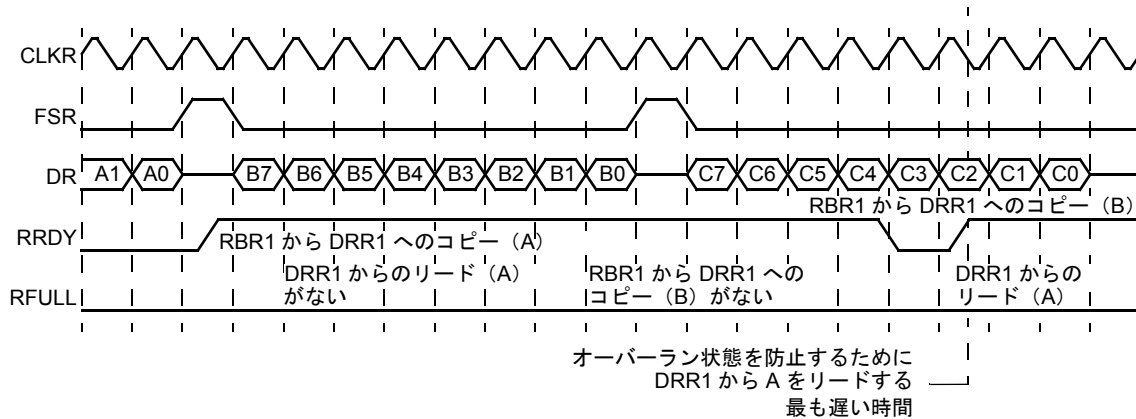 CLKR
FSR
DR A1 A0 B7 B6 B5 B4 B3 B2 B1 B0 C7 C6 C5 C4 C3 C2 C1 C0
RBR1 から DRR1 へのコピー（B）
RRDY
RBR1 から DRR1 へのコピー（A）
DRR1 からのリード（A）
がない
RBR1 から DRR1 への
コピー（B）がない
DRR1 からの
リード（A）
RFULL
オーバーラン状態を防止するために
DRR1 から A をリードする
最も遅い時間